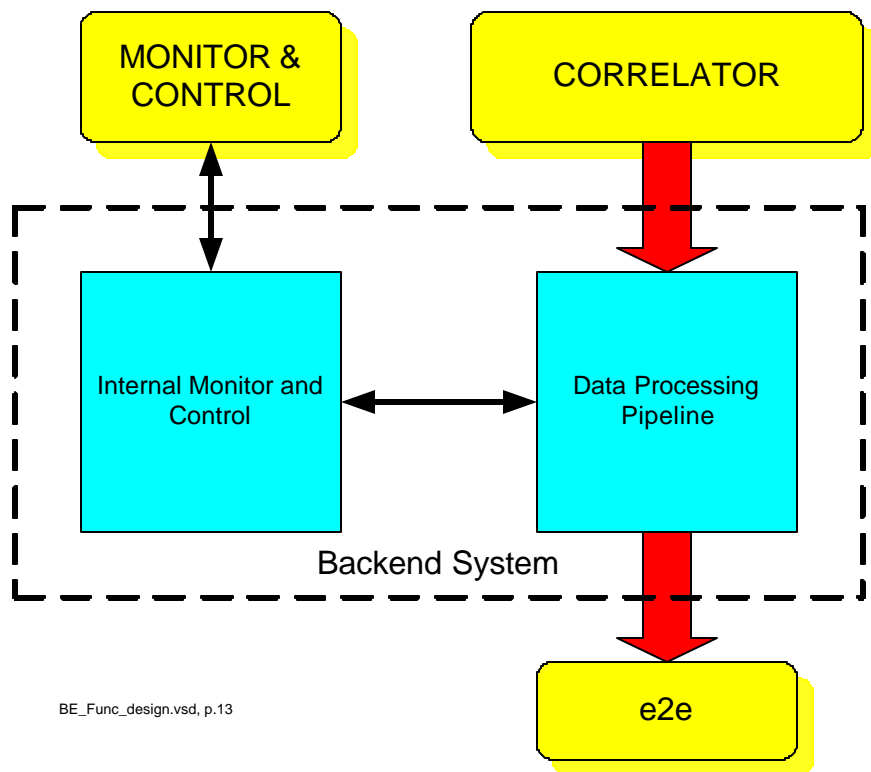 MONITOR &
CONTROL
CORRELATOR
Internal Monitor and
Control
Data Processing
Pipeline
Backend System
BE_Func_design.vsd, p.13
e2e